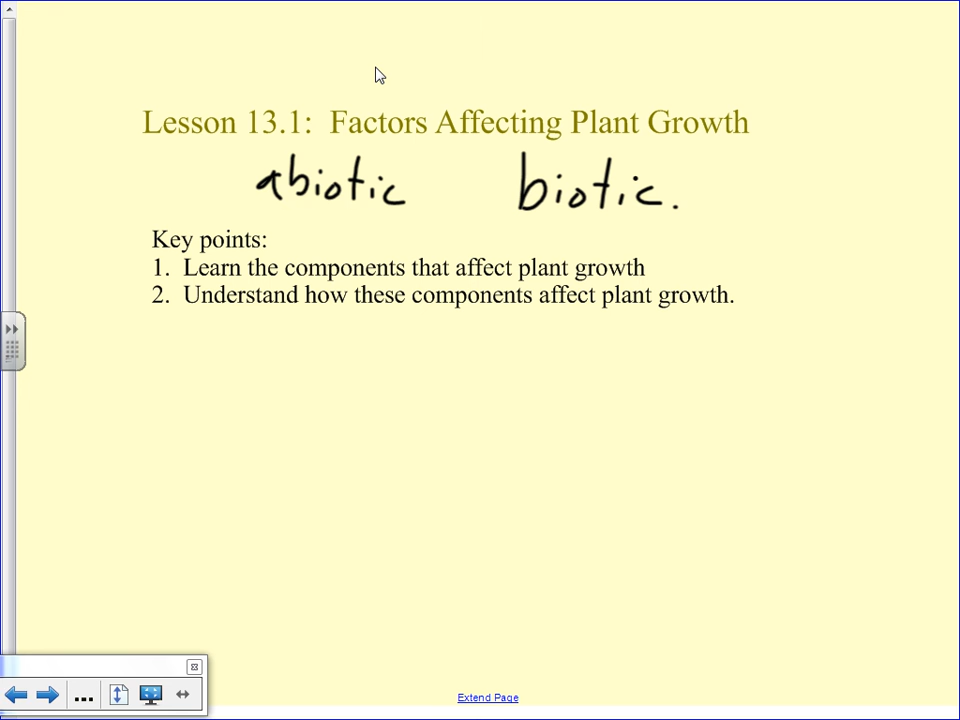 Lesson 13.1: Factors Affecting Plant Growth
abiotic biotic.
Key points:
1. Learn the components that affect plant growth
2. Understand how these components affect plant growth.
Extend Page